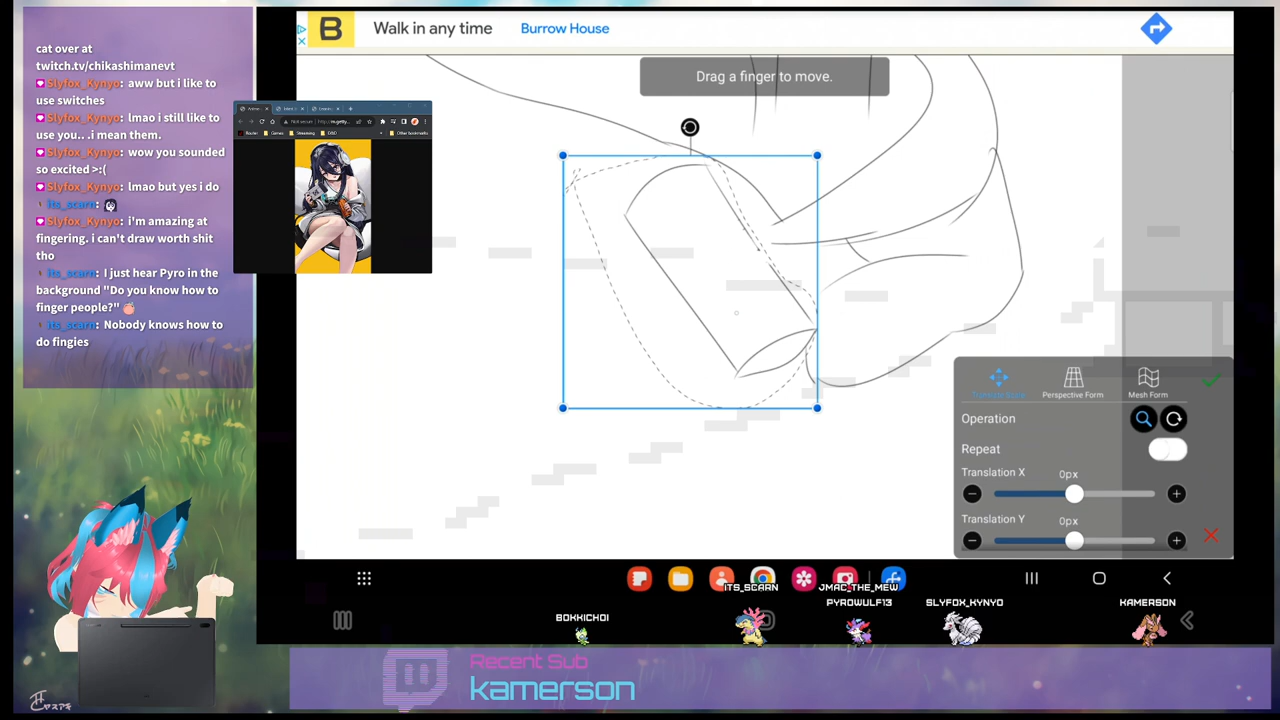 cat over at
twitch.tv/chikashimanevt
Slyfox_Kynyo: aww but i like to
use switches
Slyfox_Kynyo: lmao i still like to
use you...i mean them.
Slyfox_Kynyo: wow you sounded
so excited >:(
Slyfox_Kynyo: lmao but yes i do
its_scarn:
Slyfox_Kynyo: i'm amazing at
fingering. i can't draw worth shit
tho
its_scarn: I just hear Pyro in the
background "Do you know how to
finger people?"
its_scarn: Nobody knows how to
do fingies
B
Walk in any time
Burrow House
Drag a finger to move.
Perspective Form
Mesh Form
Operation
Repeat
Translation X
0px
Translation Y
0px
ITS_SCARN
JMAC_THE_MEW
BOKKICHOI
PYROWULF13
SLYFOX_KYNYO
KAMERSON
Recent Sub
kamerson